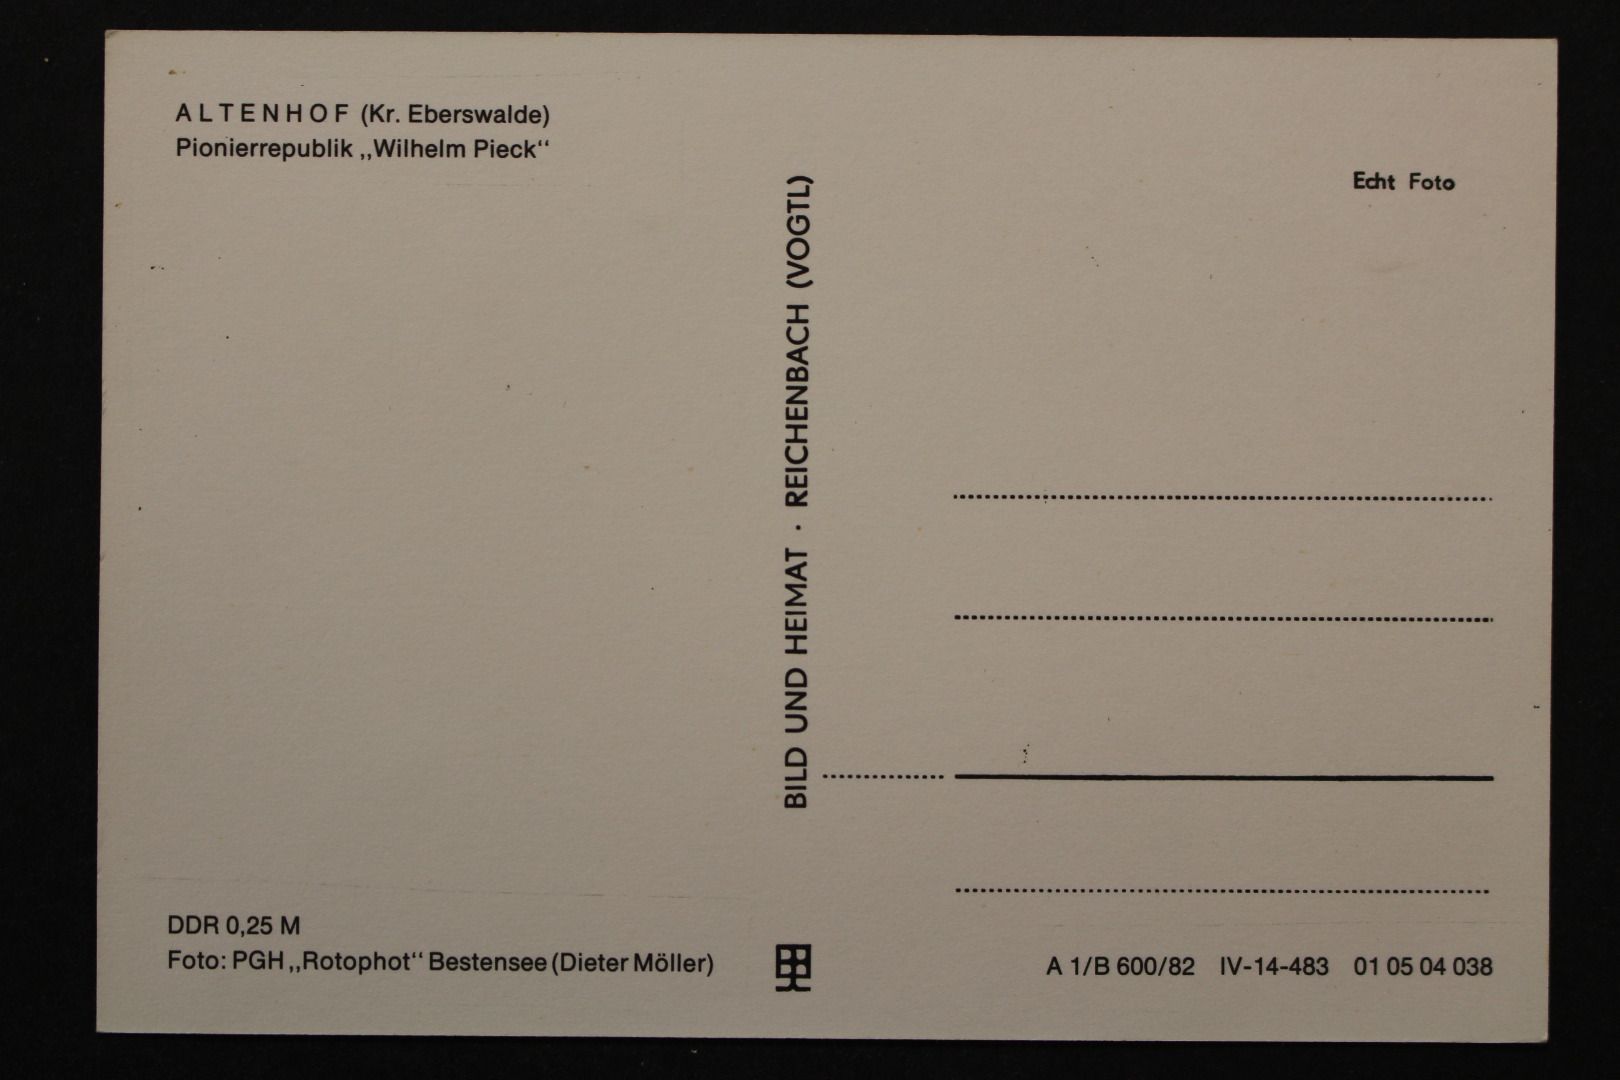 ALTENHOF (Kr. Eberswalde)
Pionierrepublik „Wilhelm Pieck“
Echt Foto
BILD UND HEIMAT · REICHENBACH (VOGTL)
DDR 0,25 M
Foto: PGH „Rotophot“ Bestensee (Dieter Möller)
A 1/B 600/82 IV-14-483 01 05 04 038